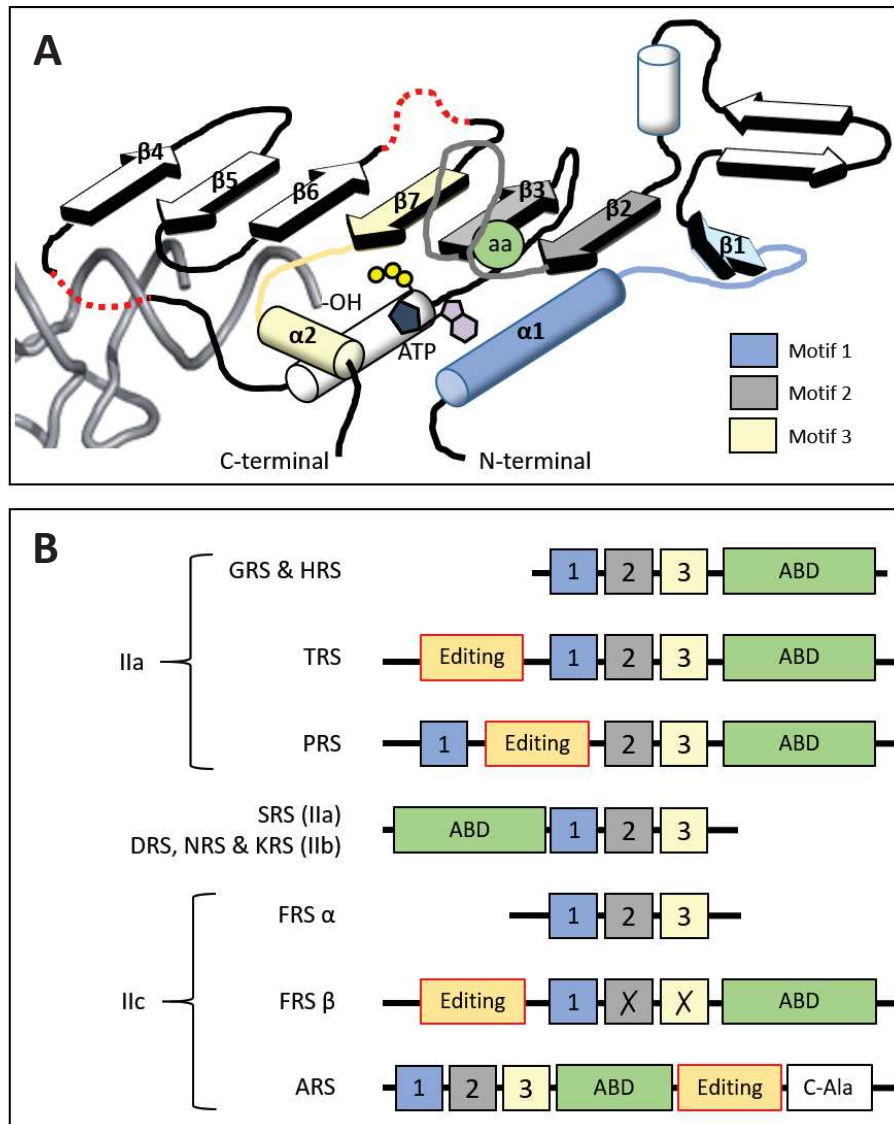 A
β4
β5
β6
β7
β3
β2
β1
aa
-OH
α2
ATP
α1
Motif 1
Motif 2
Motif 3
C-terminal
N-terminal
B
GRS & HRS
1 2 3 ABD
IIa
TRS
Editing 1 2 3 ABD
PRS
1 Editing 2 3 ABD
SRS (IIa)
DRS, NRS & KRS (IIb)
ABD 1 2 3
FRS α
1 2 3
IIc
FRS β
Editing 1 X X ABD
ARS
1 2 3 ABD Editing C-Ala